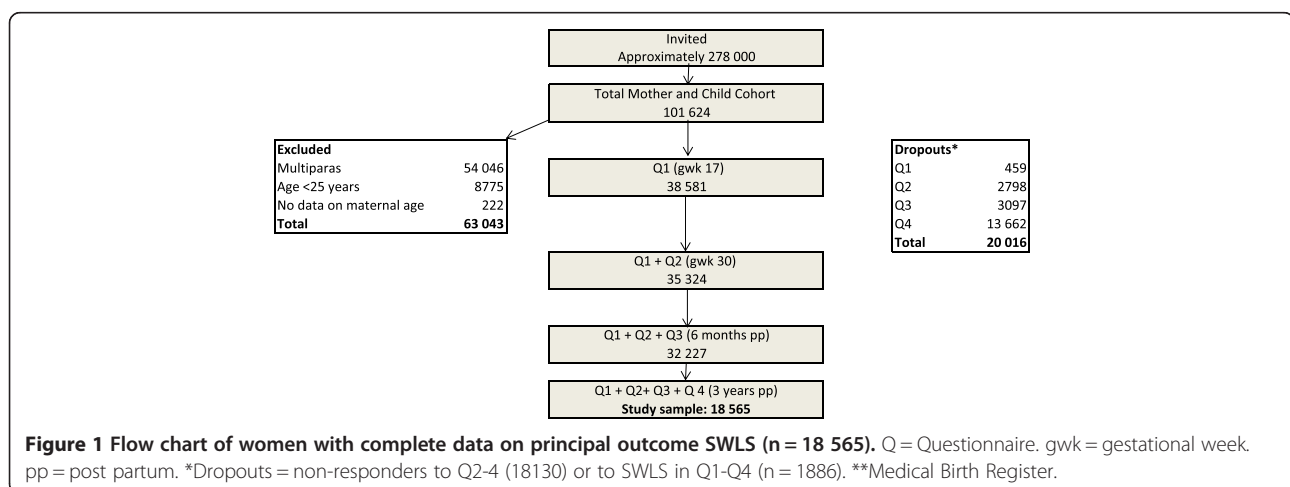 Invited
Approximately 278 000
Total Mother and Child Cohort
101 624
Excluded
Multiparas 54 046
Age <25 years 8775
No data on maternal age 222
Total 63 043
Q1 (gwk 17)
38 581
Dropouts*
Q1 459
Q2 2798
Q3 3097
Q4 13 662
Total 20 016
Q1 + Q2 (gwk 30)
35 324
Q1 + Q2 + Q3 (6 months pp)
32 227
Q1 + Q2+ Q3 + Q 4 (3 years pp)
Study sample: 18 565
Figure 1 Flow chart of women with complete data on principal outcome SWLS (n = 18 565). Q = Questionnaire. gwk = gestational week.
pp = post partum. *Dropouts = non-responders to Q2-4 (18130) or to SWLS in Q1-Q4 (n = 1886). **Medical Birth Register.